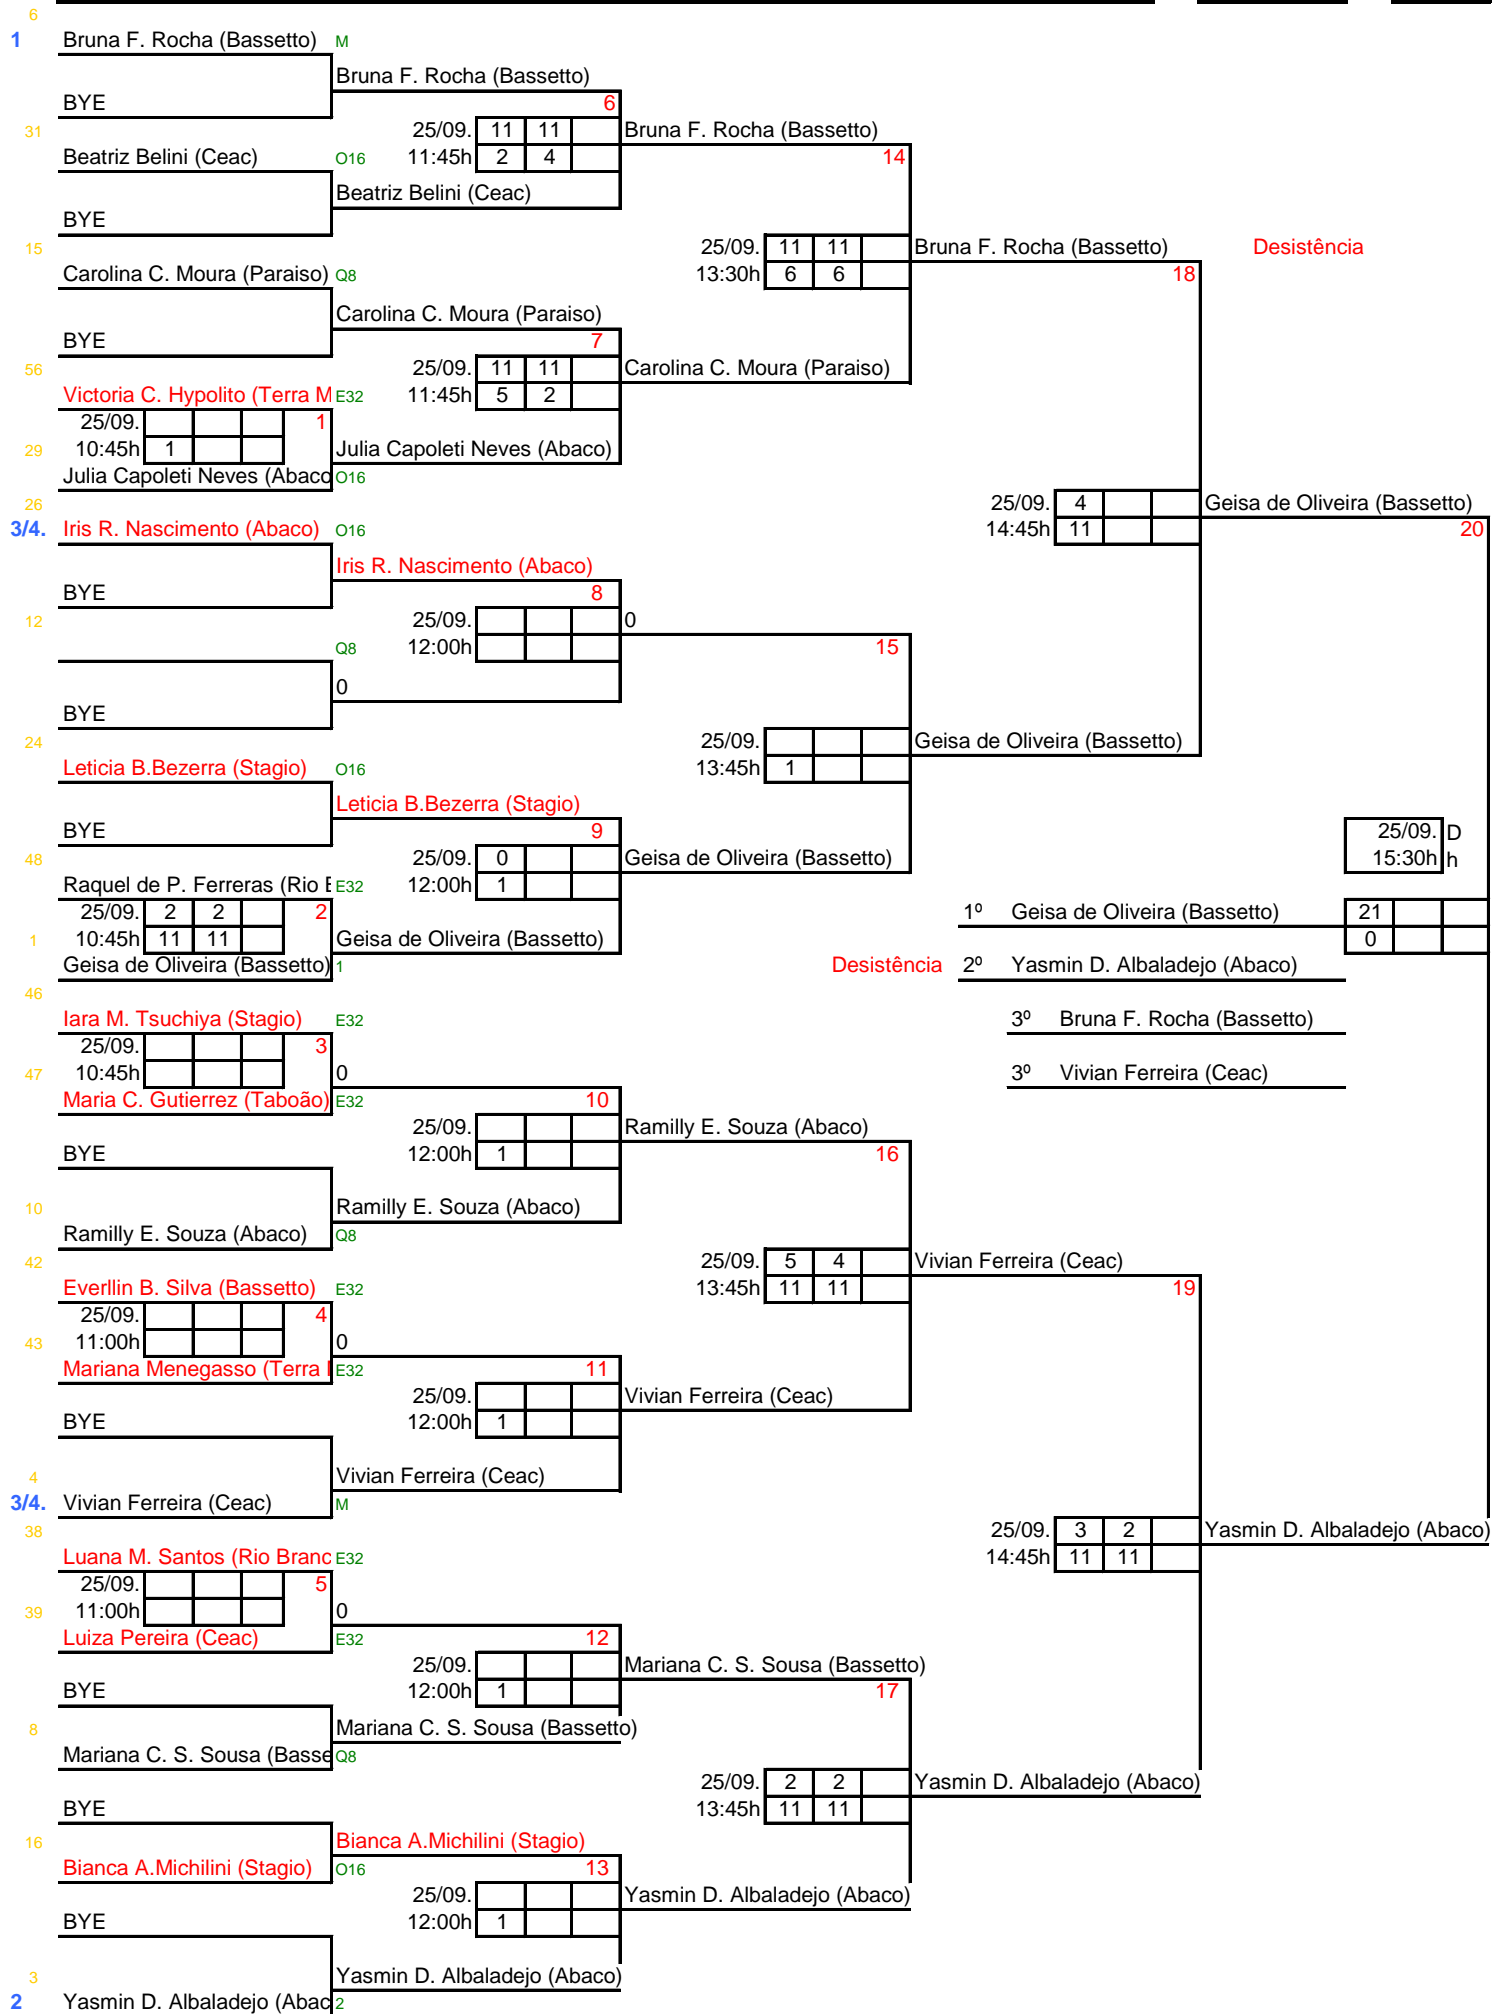 6
1 Bruna F. Rocha (Bassetto) M
Bruna F. Rocha (Bassetto)
BYE 6
31 25/09. 11 11 Bruna F. Rocha (Bassetto)
Beatriz Belini (Ceac) O16 11:45h 2 4 14
Beatriz Belini (Ceac)
BYE
15 25/09. 11 11 Bruna F. Rocha (Bassetto) Desistência
Carolina C. Moura (Paraiso) Q8 13:30h 6 6 18
Carolina C. Moura (Paraiso)
BYE 7
56 25/09. 11 11 Carolina C. Moura (Paraiso)
Victoria C. Hypolito (Terra M E32 11:45h 5 2
25/09. 1
29 10:45h 1 Julia Capoleti Neves (Abaco)
Julia Capoleti Neves (Abaco O16
26 25/09. 4 Geisa de Oliveira (Bassetto)
3/4. Iris R. Nascimento (Abaco) O16 14:45h 11 20
Iris R. Nascimento (Abaco)
BYE 8
12 25/09. 0
Q8 12:00h 15
0
BYE
24 25/09. Geisa de Oliveira (Bassetto)
Leticia B.Bezerra (Stagio) O16 13:45h 1
Leticia B.Bezerra (Stagio)
BYE 9 25/09. D
48 25/09. 0 Geisa de Oliveira (Bassetto) 15:30h h
Raquel de P. Ferreras (Rio E32 12:00h 1
25/09. 2 2 2 1º Geisa de Oliveira (Bassetto) 21
1 10:45h 11 11 Geisa de Oliveira (Bassetto) 0
Geisa de Oliveira (Bassetto) 1 Desistência 2º Yasmin D. Albaladejo (Abaco)
46
Iara M. Tsuchiya (Stagio) E32 3º Bruna F. Rocha (Bassetto)
25/09. 3
47 10:45h 0 3º Vivian Ferreira (Ceac)
Maria C. Gutierrez (Taboão) E32 10
25/09. Ramilly E. Souza (Abaco)
BYE 12:00h 1 16
10 Ramilly E. Souza (Abaco)
Ramilly E. Souza (Abaco) Q8
42 25/09. 5 4 Vivian Ferreira (Ceac)
Everllin B. Silva (Bassetto) E32 13:45h 11 11 19
25/09. 4
43 11:00h 0
Mariana Menegasso (Terra E32 11
25/09. Vivian Ferreira (Ceac)
BYE 12:00h 1
4 Vivian Ferreira (Ceac)
3/4. Vivian Ferreira (Ceac) M
38 25/09. 3 2 Yasmin D. Albaladejo (Abaco)
Luana M. Santos (Rio Branc E32 14:45h 11 11
25/09. 5
39 11:00h 0
Luiza Pereira (Ceac) E32 12
25/09. Mariana C. S. Sousa (Bassetto)
BYE 12:00h 1 17
8 Mariana C. S. Sousa (Bassetto)
Mariana C. S. Sousa (Basse Q8
25/09. 2 2 Yasmin D. Albaladejo (Abaco)
BYE 13:45h 11 11
16 Bianca A.Michilini (Stagio)
Bianca A.Michilini (Stagio) O16 13
25/09. Yasmin D. Albaladejo (Abaco)
BYE 12:00h 1
3 Yasmin D. Albaladejo (Abaco)
2 Yasmin D. Albaladejo (Abac 2